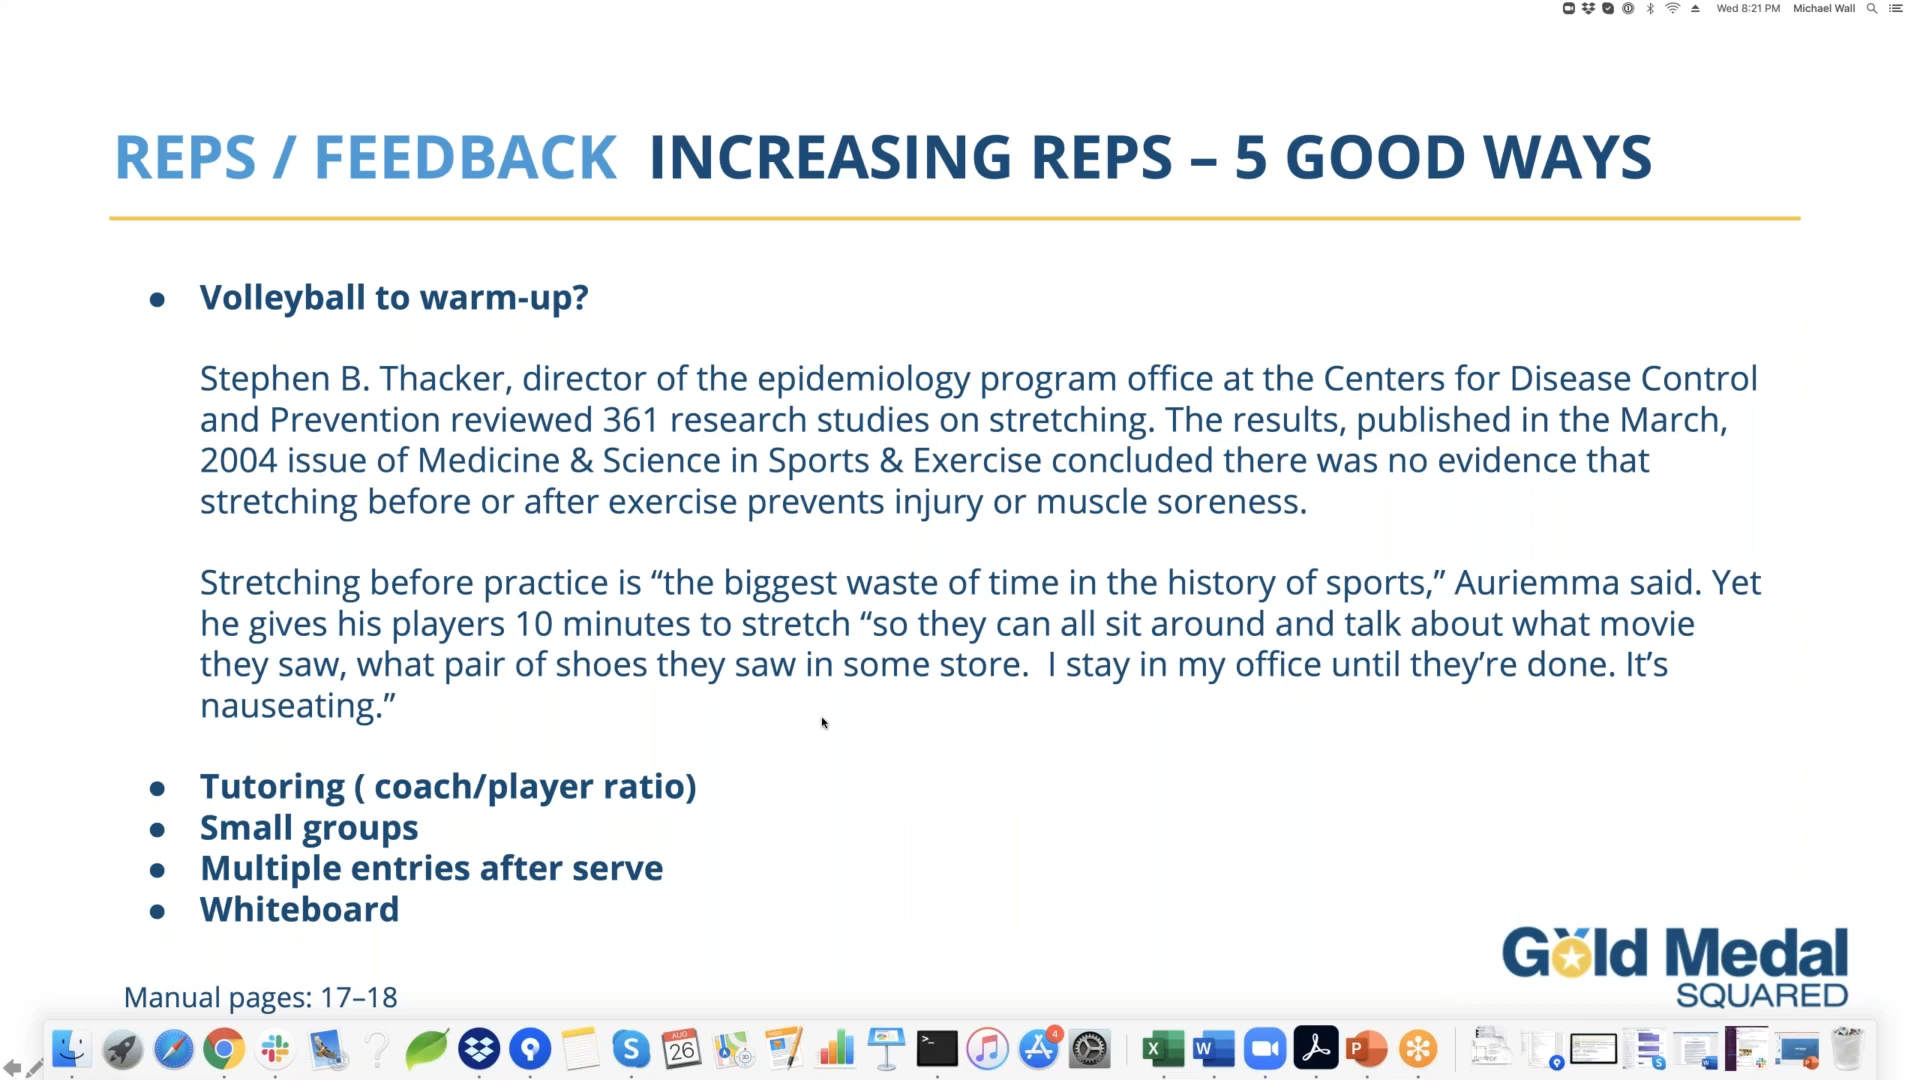 Wed 8:21 PM Michael Wall
REPS / FEEDBACK INCREASING REPS – 5 GOOD WAYS
● Volleyball to warm-up?
Stephen B. Thacker, director of the epidemiology program office at the Centers for Disease Control
and Prevention reviewed 361 research studies on stretching. The results, published in the March,
2004 issue of Medicine & Science in Sports & Exercise concluded there was no evidence that
stretching before or after exercise prevents injury or muscle soreness.
Stretching before practice is “the biggest waste of time in the history of sports,” Auriemma said. Yet
he gives his players 10 minutes to stretch “so they can all sit around and talk about what movie
they saw, what pair of shoes they saw in some store.  I stay in my office until they’re done. It’s
nauseating.”
● Tutoring ( coach/player ratio)
● Small groups
● Multiple entries after serve
● Whiteboard
Gold Medal
SQUARED
Manual pages: 17–18
AUG
26
4